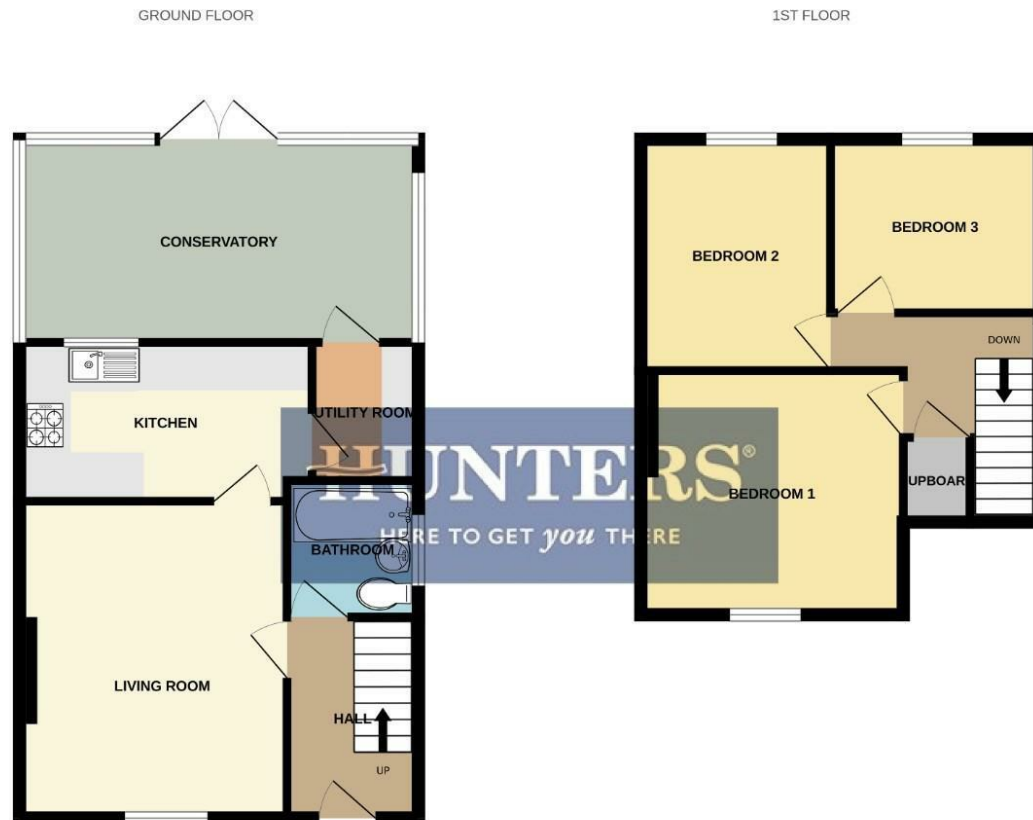 GROUND FLOOR
1ST FLOOR
CONSERVATORY
KITCHEN
UTILITY ROOM
BATHROOM
LIVING ROOM
HALL
UP
BEDROOM 2
BEDROOM 3
DOWN
BEDROOM 1
UPBOAR
HUNTERS®
HERE TO GET you THERE